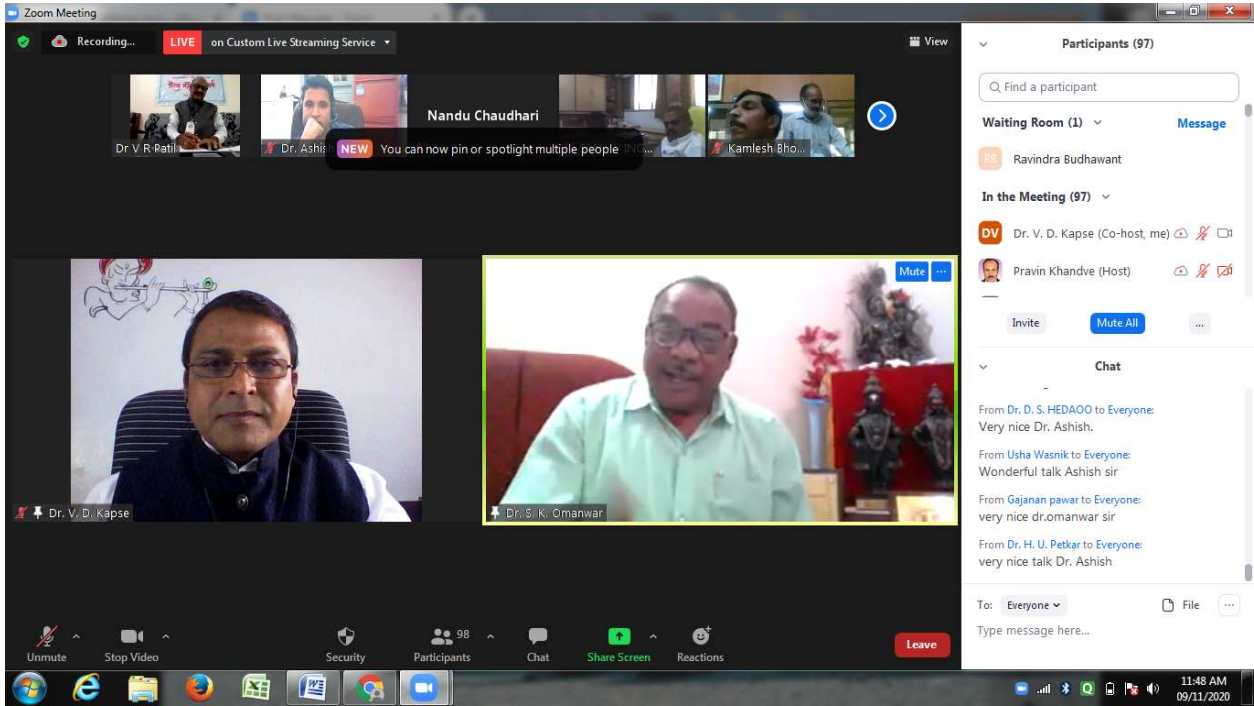 Zoom Meeting
Recording...
LIVE on Custom Live Streaming Service
View
Dr V R Patil
Dr. Ashis
Nandu Chaudhari
Kamlesh Bho...
NEW You can now pin or spotlight multiple people
Dr. V. D. Kapse
Mute ...
Dr. S. K. Omanwar
Unmute
Stop Video
Security
98
Participants
Chat
Share Screen
Reactions
Leave
Participants (97)
Find a participant
Waiting Room (1)
Message
RB Ravindra Budhawant
In the Meeting (97)
DV Dr. V. D. Kapse (Co-host, me)
Pravin Khandve (Host)
Invite
Mute All
...
Chat
From Dr. D. S. HEDAOO to Everyone:
Very nice Dr. Ashish.
From Usha Wasnik to Everyone:
Wonderful talk Ashish sir
From Gajanan pawar to Everyone:
very nice dr.omanwar sir
From Dr. H. U. Petkar to Everyone:
very nice talk Dr. Ashish
To: Everyone
File
...
Type message here...
11:48 AM
09/11/2020